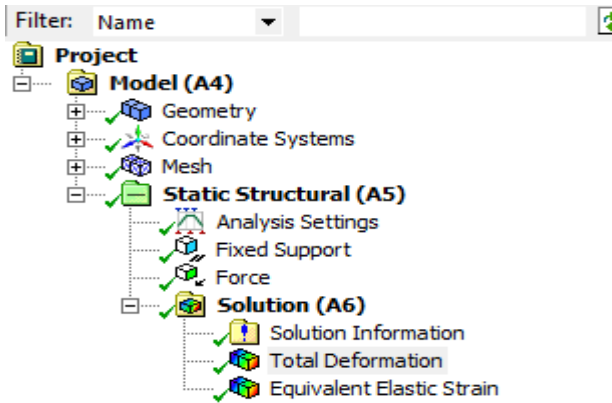 Filter: Name
Project
Model (A4)
Geometry
Coordinate Systems
Mesh
Static Structural (A5)
Analysis Settings
Fixed Support
Force
Solution (A6)
Solution Information
Total Deformation
Equivalent Elastic Strain